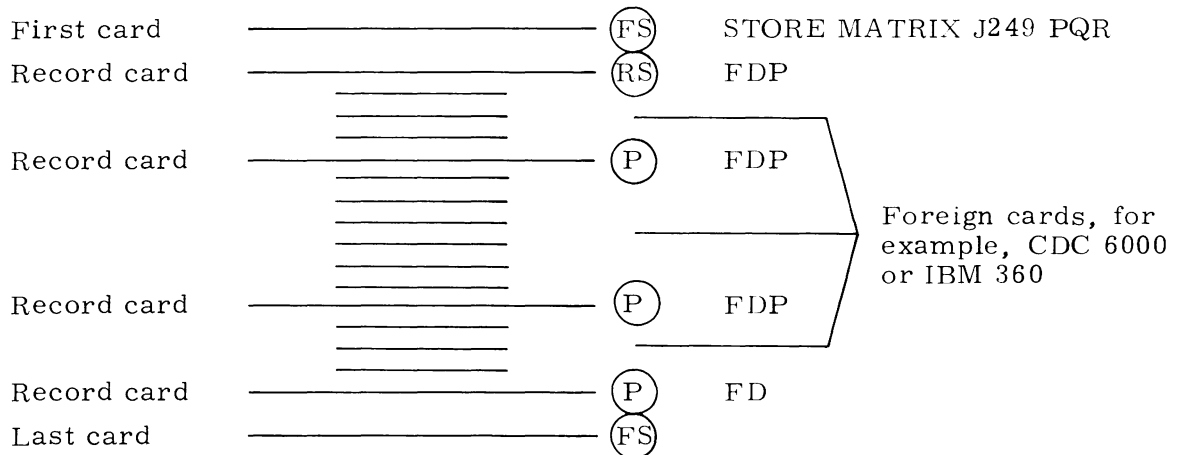 First card FS STORE MATRIX J249 PQR
Record card RS FDP
Record card P FDP
Foreign cards, for
example, CDC 6000
or IBM 360
Record card P FDP
Record card P FD
Last card FS